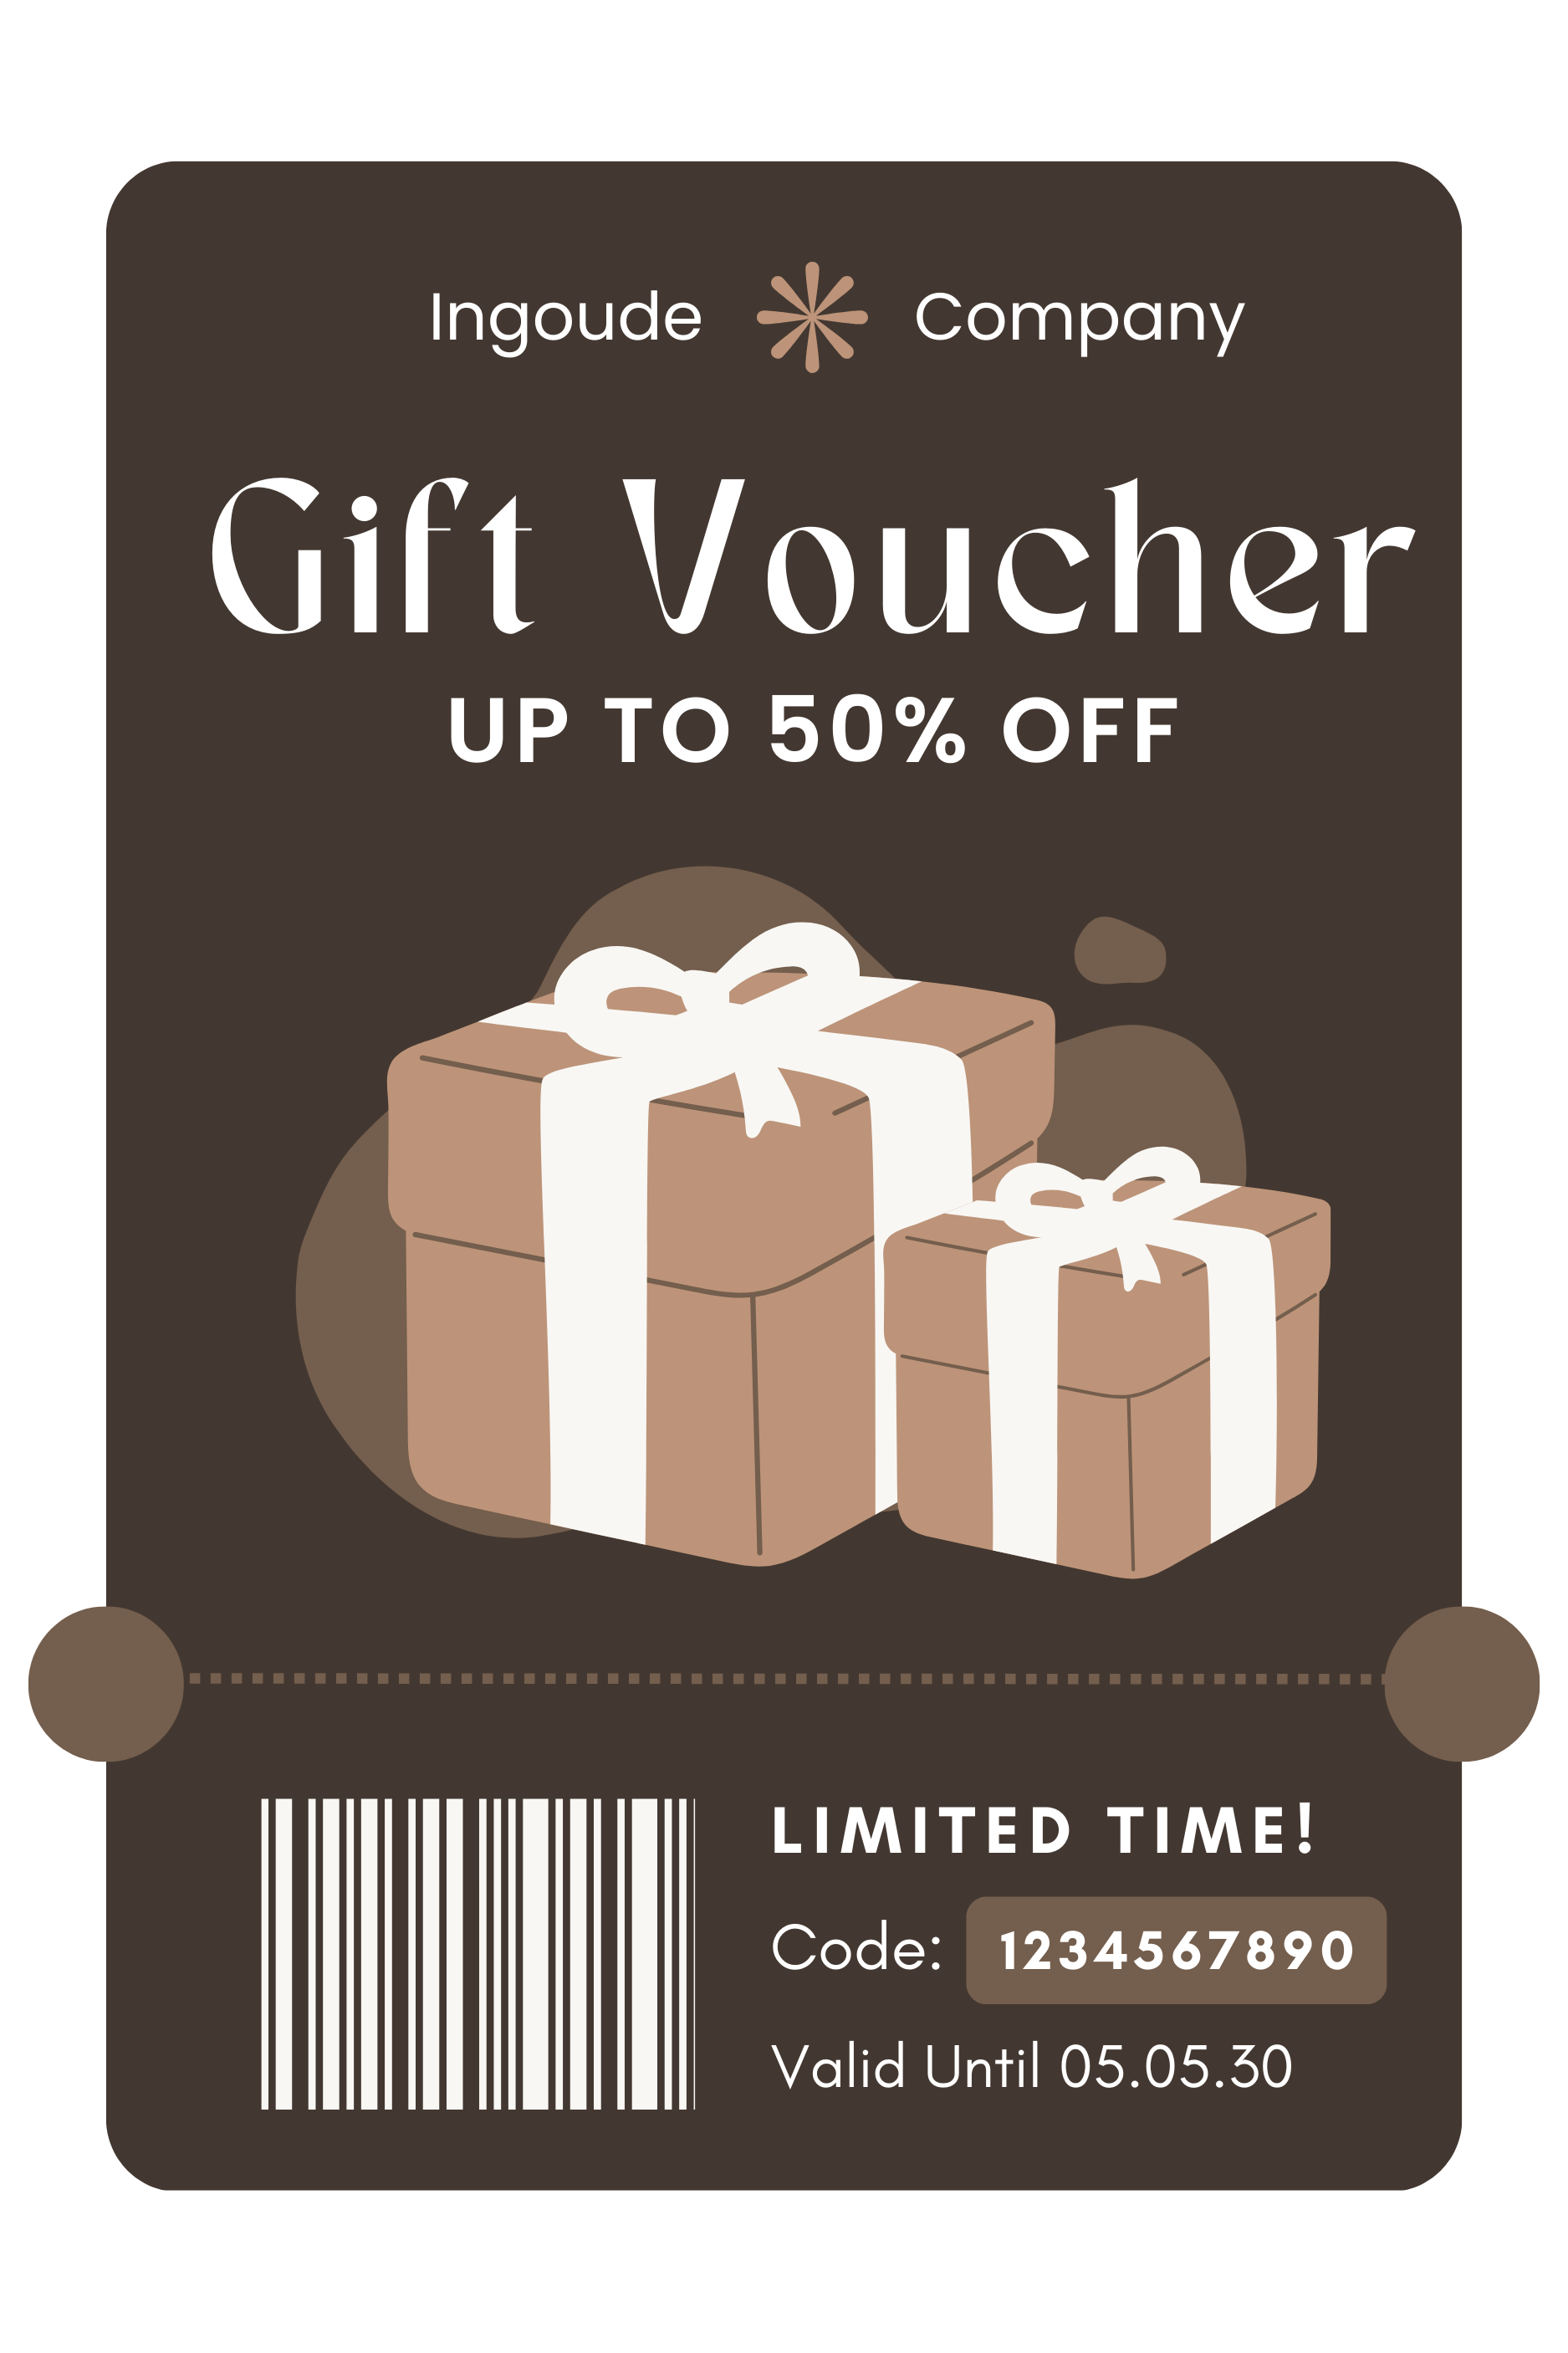 Ingoude Company
Gift Voucher
UP TO 50% OFF
LIMITED TIME!
Code: 1234567890
Valid Until 05.05.30